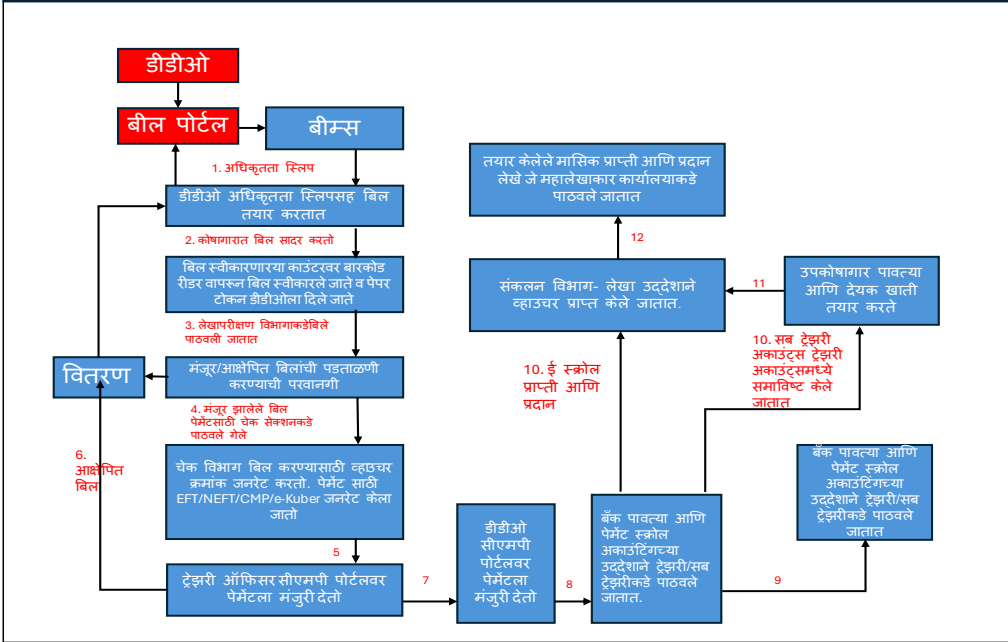 डीडीओ
बील पोर्टल
बीम्स
1. अधिकृतता स्लिप
डीडीओ अधिकृतता स्लिपसह बिल
तयार करतात
2. कोषागारात बिल सादर करतो
बिल स्वीकारणारया काउंटरवर बारकोड
रीडर वापरून बिल स्वीकारले जाते व पेपर
टोकन डीडीओला दिले जाते
3. लेखापरीक्षण विभागाकडेबिले
पाठवली जातात
वितरण
मंजूर/आक्षेपित बिलांची पडताळणी
करण्याची परवानगी
4. मंजूर झालेले बिल
पेमेंटसाठी चेक सेक्शनकडे
पाठवले गेले
6.
आक्षेपित
बिल
चेक विभाग बिल करण्यासाठी व्हाउचर
क्रमांक जनरेट करतो. पेमेंट साठी
EFT/NEFT/CMP/e-Kuber जनरेट केला
जातो
5
ट्रेझरी ऑफिसर सीएमपी पोर्टलवर
पेमेंटला मंजुरी देतो
7
डीडीओ
सीएमपी
पोर्टलवर
पेमेंटला
मंजुरी देतो
8
बँक पावत्या आणि
पेमेंट स्क्रोल
अकाउंटिंगच्या
उद्देशाने ट्रेझरी/सब
ट्रेझरीकडे पाठवले
जातात.
9
बँक पावत्या आणि
पेमेंट स्क्रोल
अकाउंटिंगच्या
उद्देशाने ट्रेझरी/सब
ट्रेझरीकडे पाठवले
जातात
10. ई स्क्रोल
प्राप्ती आणि
प्रदान
10. सब ट्रेझरी
अकाउंट्स ट्रेझरी
अकाउंट्समध्ये
समाविष्ट केले
जातात
उपकोषागार पावत्या
आणि देयक खाती
तयार करते
11
संकलन विभाग- लेखा उद्देशाने
व्हाउचर प्राप्त केले जातात.
12
तयार केलेले मासिक प्राप्ती आणि प्रदान
लेखे जे महालेखाकार कार्यालयाकडे
पाठवले जातात